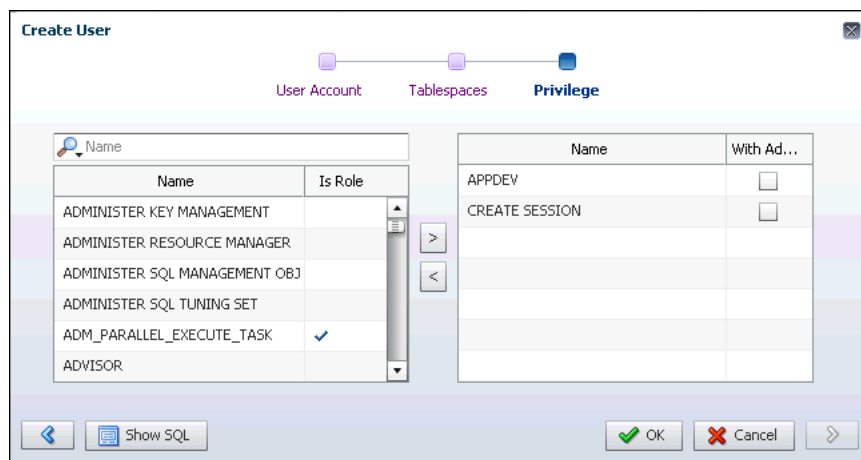 Create User
User Account
Tablespaces
Privilege
Name
Name
Is Role
ADMINISTER KEY MANAGEMENT
ADMINISTER RESOURCE MANAGER
ADMINISTER SQL MANAGEMENT OBJ
ADMINISTER SQL TUNING SET
ADM_PARALLEL_EXECUTE_TASK
ADVISOR
>
<
Name
With Ad...
APPDEV
CREATE SESSION
Show SQL
OK
Cancel